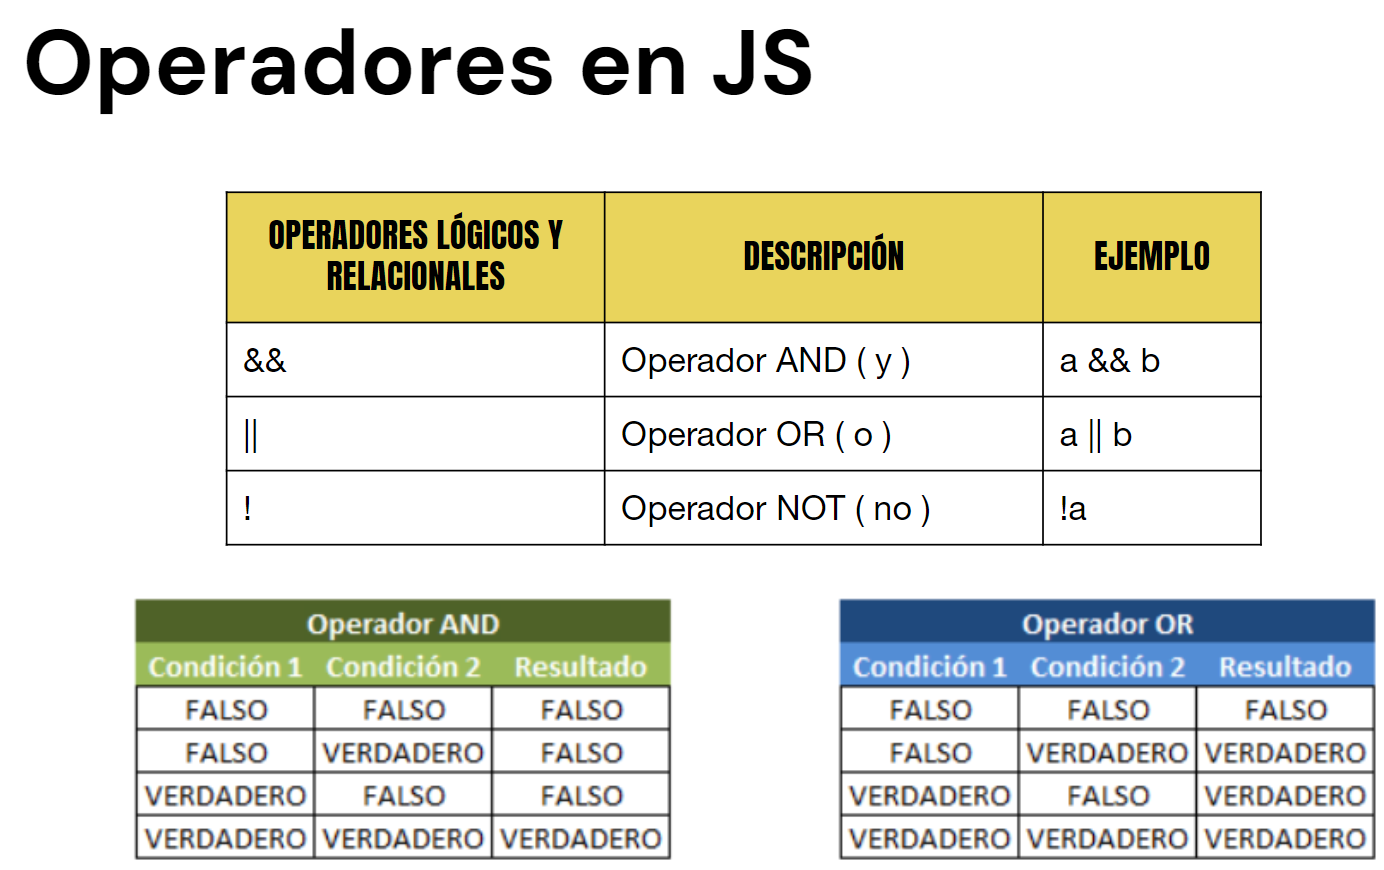 Operadores en JS
OPERADORES LÓGICOS Y
RELACIONALES
DESCRIPCIÓN
EJEMPLO
&& Operador AND ( y ) a && b
|| Operador OR ( o ) a || b
! Operador NOT ( no ) !a
Operador AND
Condición 1 Condición 2 Resultado
FALSO FALSO FALSO
FALSO VERDADERO FALSO
VERDADERO FALSO FALSO
VERDADERO VERDADERO VERDADERO
Operador OR
Condición 1 Condición 2 Resultado
FALSO FALSO FALSO
FALSO VERDADERO VERDADERO
VERDADERO FALSO VERDADERO
VERDADERO VERDADERO VERDADERO